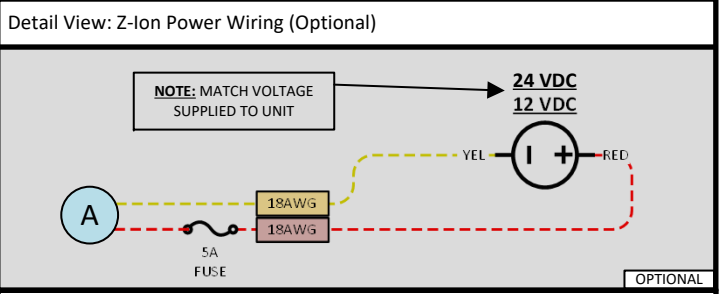 Detail View: Z-Ion Power Wiring (Optional)
NOTE: MATCH VOLTAGE
SUPPLIED TO UNIT
24 VDC
12 VDC
YEL
RED
A
18AWG
18AWG
5A
FUSE
OPTIONAL